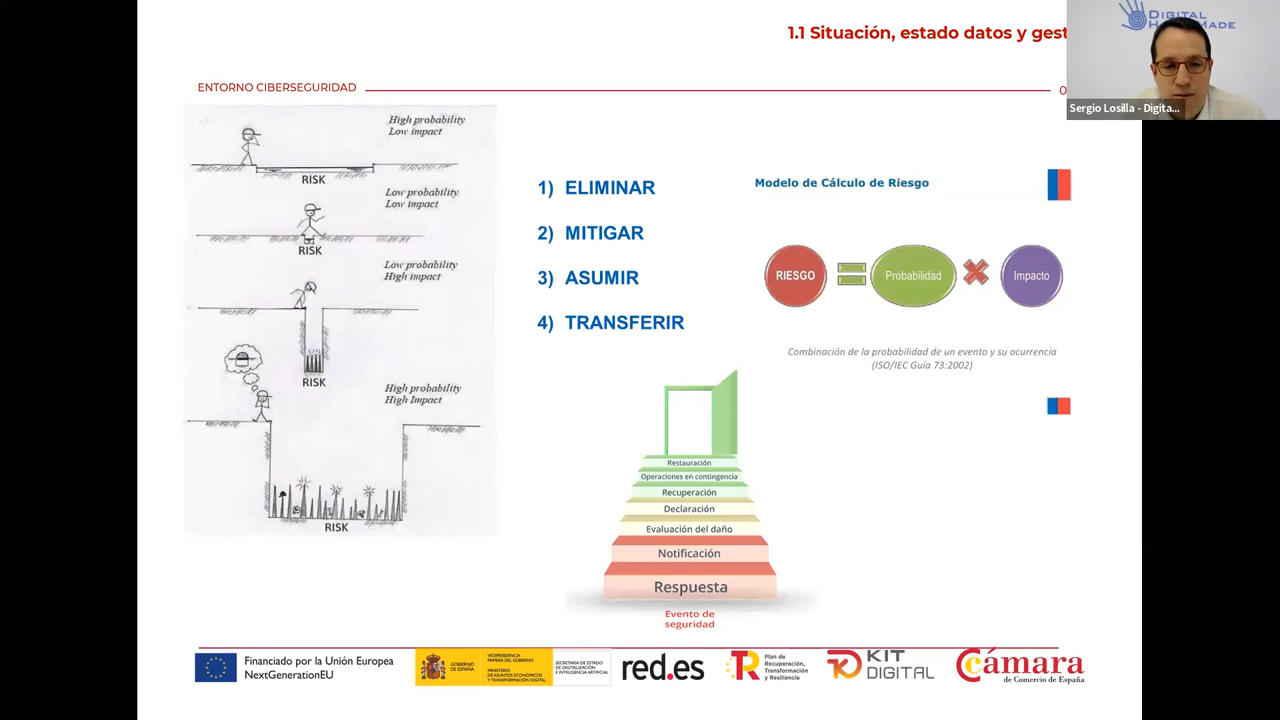 1.1 Situación, estado datos y gest
DIGITAL
HANDMADE
Sergio Losilla - Digita...
ENTORNO CIBERSEGURIDAD
0
High probability
Low impact
RISK
Low probability
Low impact
RISK
Low probability
High impact
RISK
High probability
High Impact
RISK
1) ELIMINAR
2) MITIGAR
3) ASUMIR
4) TRANSFERIR
Modelo de Cálculo de Riesgo
RIESGO
Probabilidad
Impacto
Combinación de la probabilidad de un evento y su ocurrencia
(ISO/IEC Guía 73:2002)
Restauración
Operaciones en contingencia
Recuperación
Declaración
Evaluación del daño
Notificación
Respuesta
Evento de
seguridad
Financiado por la Unión Europea
NextGenerationEU
GOBIERNO
DE ESPAÑA
VICEPRESIDENCIA
PRIMERA DEL GOBIERNO
MINISTERIO
DE ASUNTOS ECONÓMICOS
Y TRANSFORMACIÓN DIGITAL
SECRETARÍA DE ESTADO
DE DIGITALIZACIÓN
E INTELIGENCIA ARTIFICIAL
red.es
Plan de
Recuperación,
Transformación
y Resiliencia
KIT
DIGITAL
Cámara
de Comercio de España